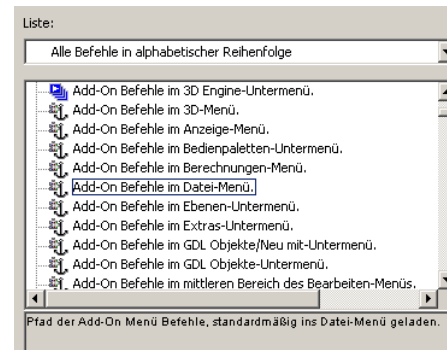 Liste:
Alle Befehle in alphabetischer Reihenfolge
Add-On Befehle im 3D Engine-Untermenü.
Add-On Befehle im 3D-Menü.
Add-On Befehle im Anzeige-Menü.
Add-On Befehle im Bedienpaletten-Untermenü.
Add-On Befehle im Berechnungen-Menü.
Add-On Befehle im Datei-Menü.
Add-On Befehle im Ebenen-Untermenü.
Add-On Befehle im Extras-Untermenü.
Add-On Befehle im GDL Objekte/Neu mit-Untermenü.
Add-On Befehle im GDL Objekte-Untermenü.
Add-On Befehle im mittleren Bereich des Bearbeiten-Menüs.
Pfad der Add-On Menü Befehle, standardmäßig ins Datei-Menü geladen.